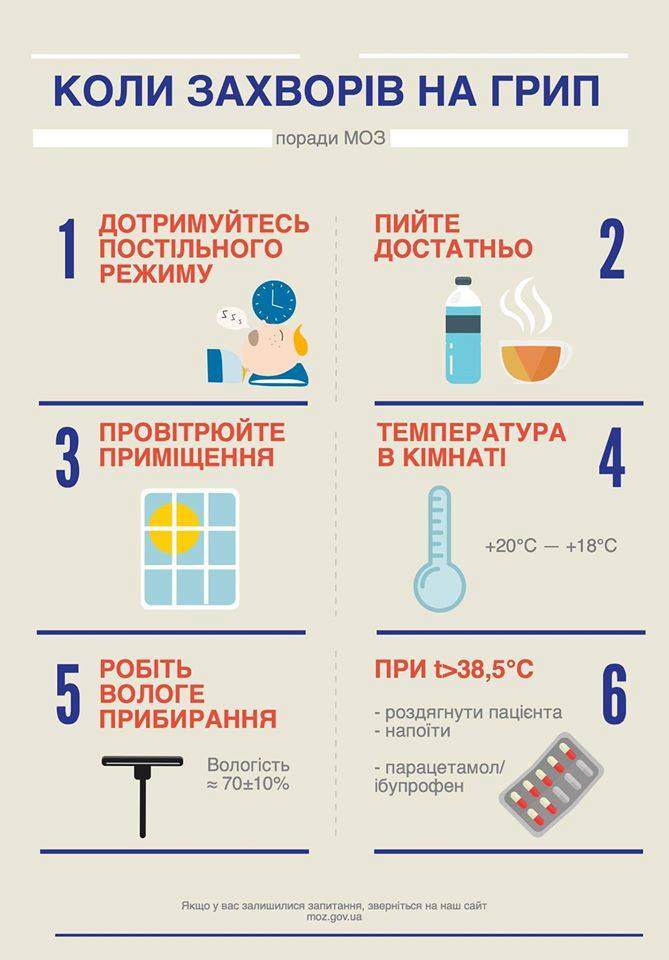 КОЛИ ЗАХВОРІВ НА ГРИП
поради МОЗ
1
ДОТРИМУЙТЕСЬ
ПОСТІЛЬНОГО
РЕЖИМУ
z z z
ПИЙТЕ
ДОСТАТНЬО
2
3
ПРОВІТРЮЙТЕ
ПРИМІЩЕННЯ
ТЕМПЕРАТУРА
В КІМНАТІ
4
+20°C — +18°C
5
РОБІТЬ
ВОЛОГЕ
ПРИБИРАННЯ
Вологість
≈ 70±10%
ПРИ t>38,5°C
6
- роздягнути пацієнта
- напоїти
- парацетамол/
ібупрофен
Якщо у вас залишилися запитання, зверніться на наш сайт
moz.gov.ua